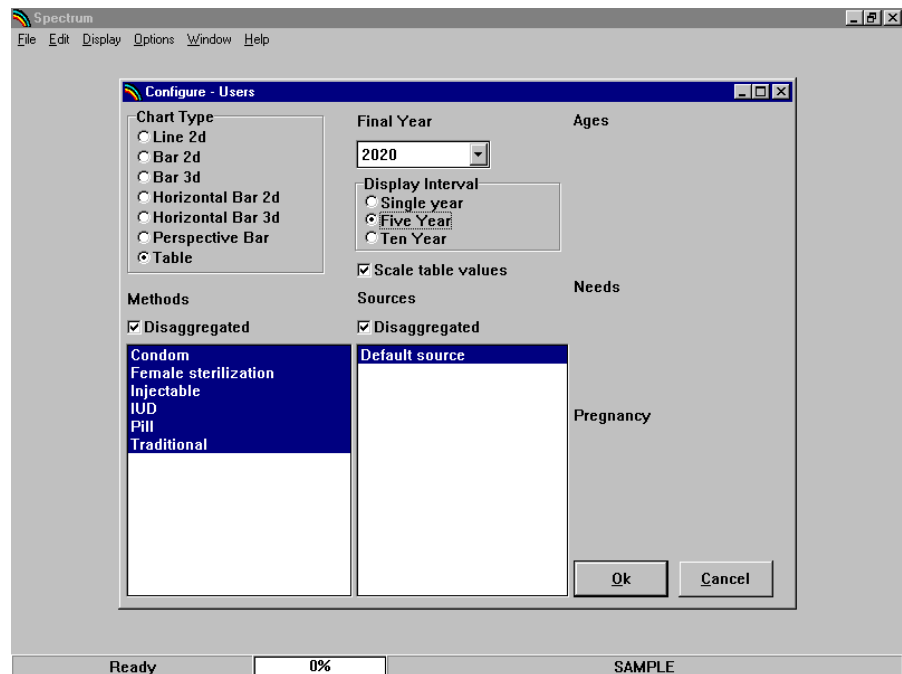 Spectrum
File Edit Display Options Window Help
Configure - Users
Chart Type
Line 2d
Bar 2d
Bar 3d
Horizontal Bar 2d
Horizontal Bar 3d
Perspective Bar
Table
Final Year
2020
Display Interval
Single year
Five Year
Ten Year
Scale table values
Ages
Needs
Pregnancy
Methods
Disaggregated
Condom
Female sterilization
Injectable
IUD
Pill
Traditional
Sources
Disaggregated
Default source
Ok Cancel
Ready 0% SAMPLE